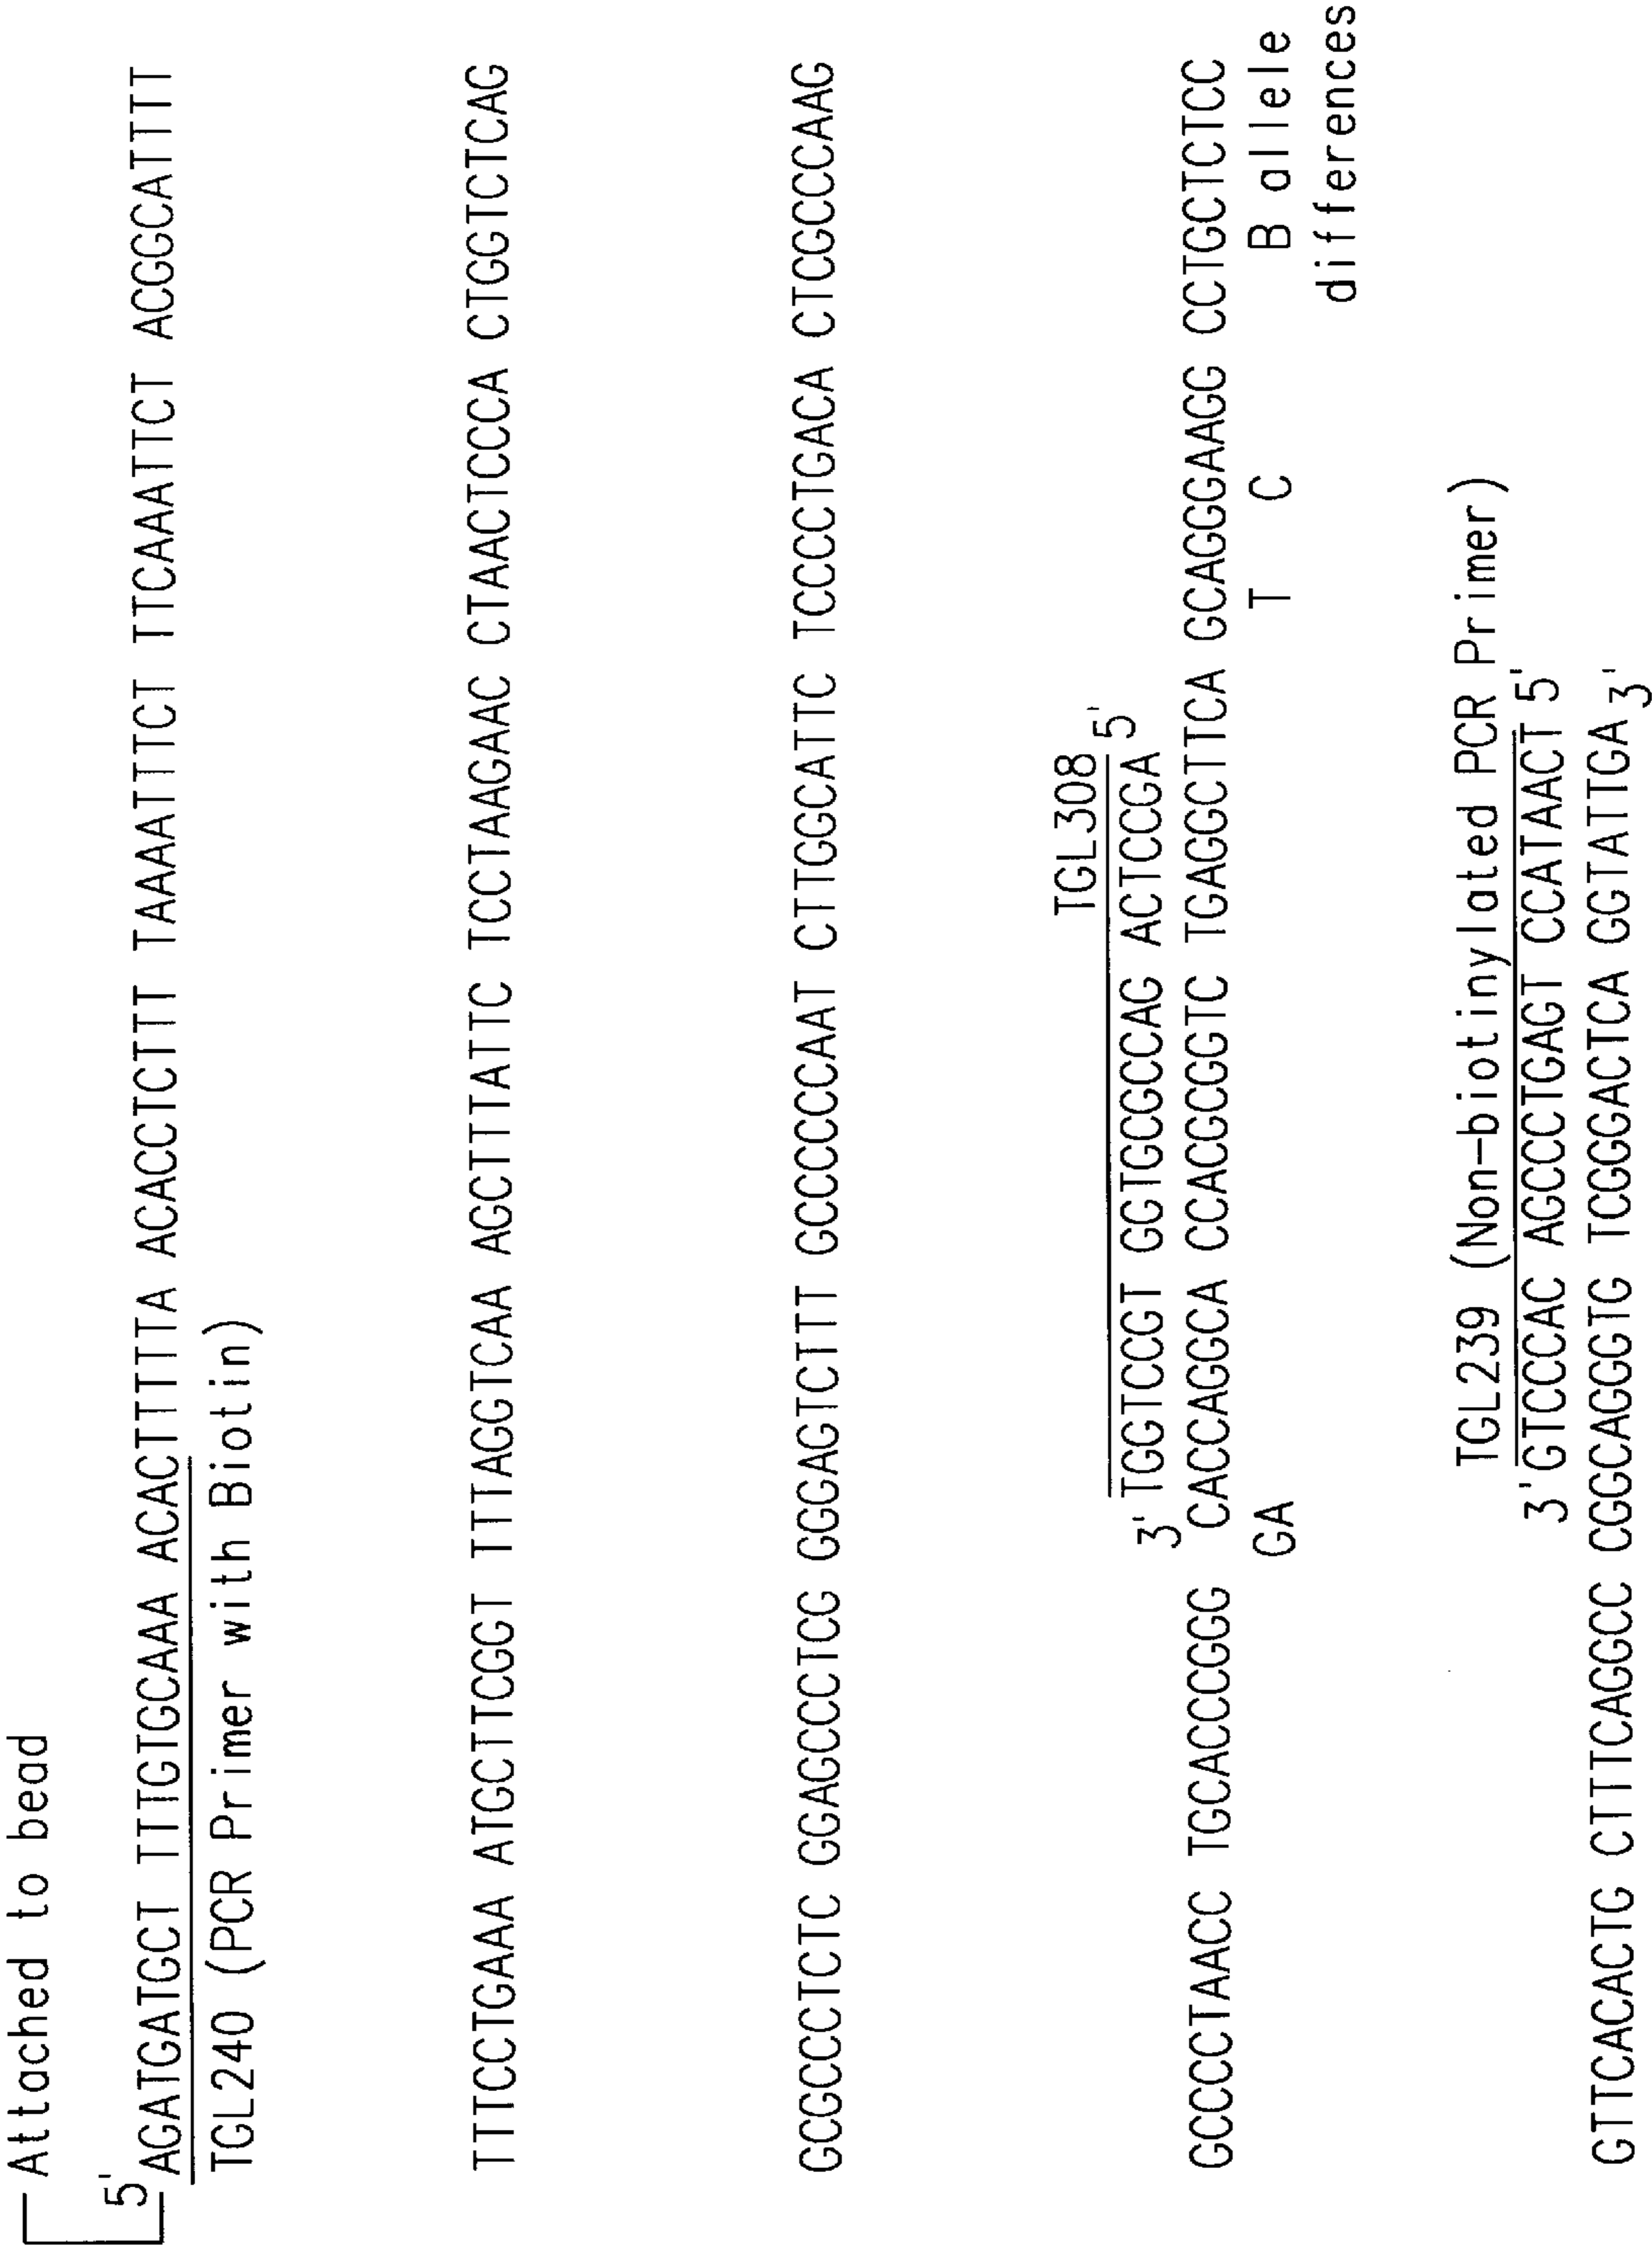 Attached to bead
5'
AGATGATGCT TTTGTGCAAA ACACTTTTTA ACACCTCTTT TAAATTTCT TTCAAATTCT ACGGCATTTT
TGL240 (PCR Primer with Biotin)
TTTCCTGAAA ATGCTTCGGT TTTAGGTCAA AGCTTTATTC TCCTAAGAAC CTAACTCCCA CTGGTCTCAG
GCGCCCTCTC GGAGCCCTCG GGGAGTCTTT GCCCCCCAAT CTTGGCATTC TCCCCTGACA CTCGCCCAAG
TGL308
3' TGGTCCGT GGTGCGCCAG ACTCCGA 5'
GCCCCTAACC TGCACCCGGG CACCCAGGCA CCACGCGGTC TGAGGCTTCA GCAGGGAAGG CCTGCTCTCC
GA T C B allele
differences
TGL239 (Non-biotinylated PCR Primer)
3' GTCCCAC AGCCCTGAGT CCATAACT 5'
GTTCACACTG CTTTCAGGCC CGGCAGGGTG TCGGGACTCA GGTATTGA 3'